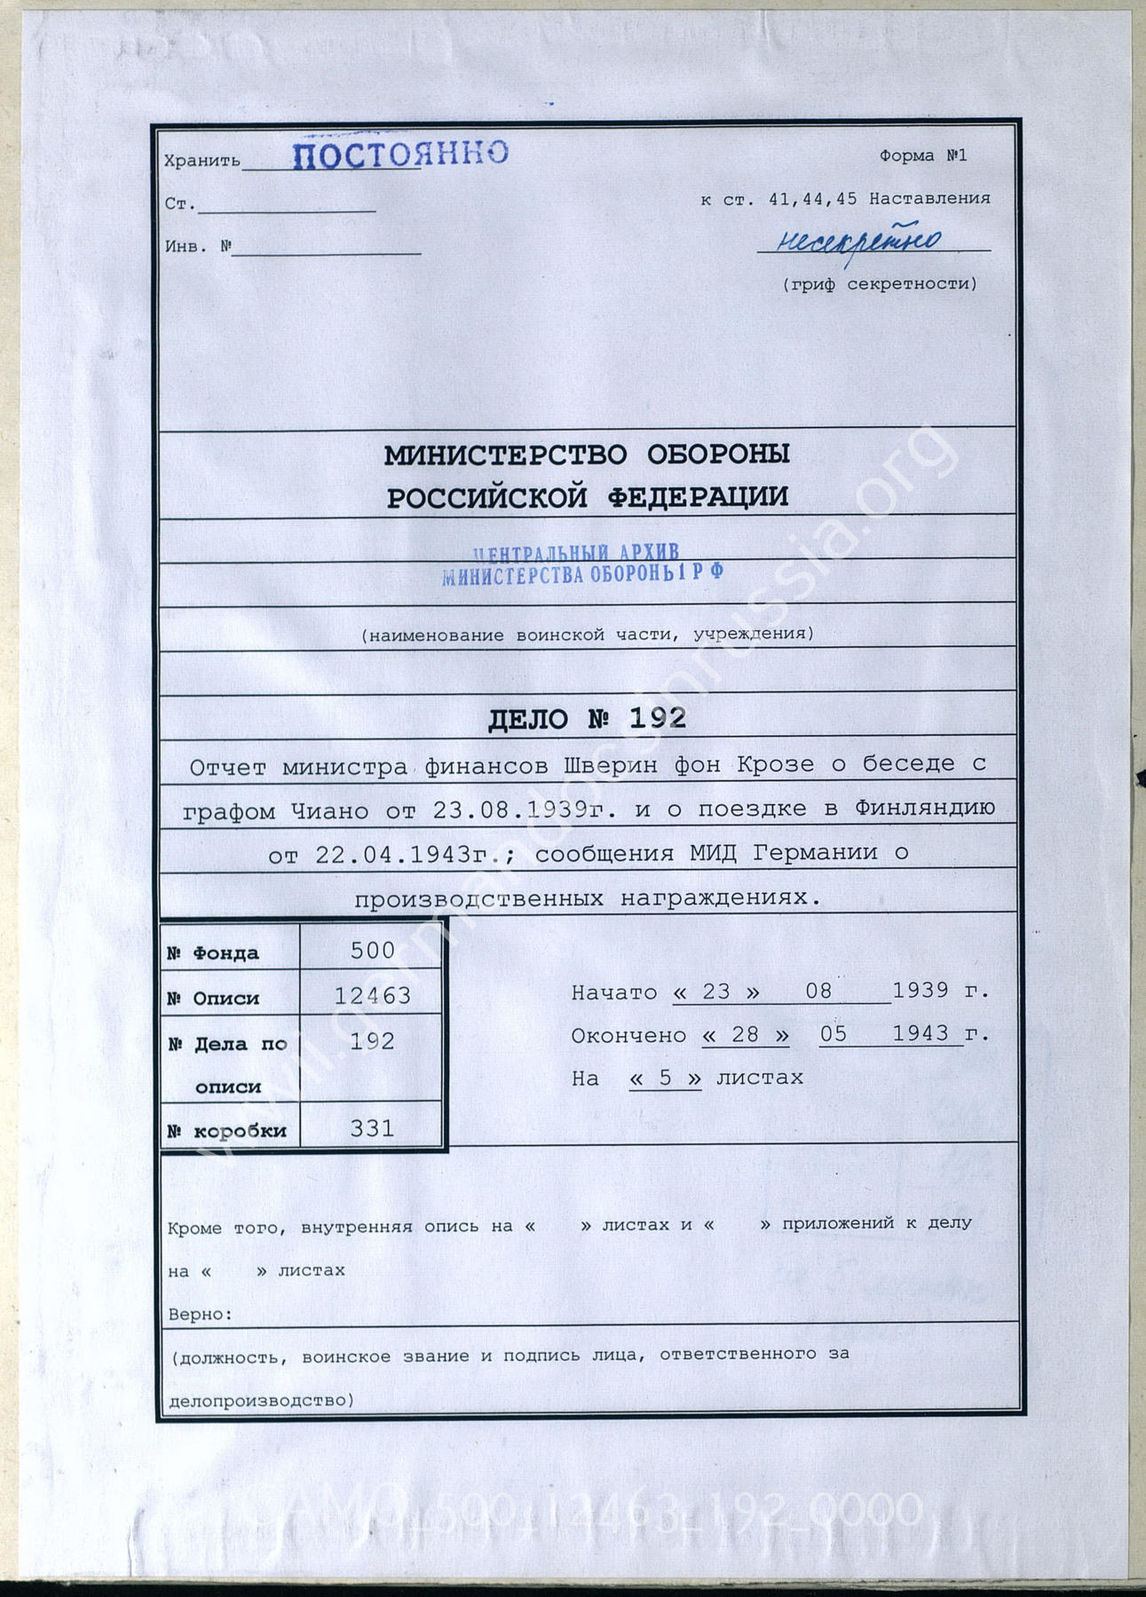 Хранить ПОСТОЯННО
Форма №1
Ст.
к ст. 41,44,45 Наставления
Инв. №
несекретно
(гриф секретности)
МИНИСТЕРСТВО ОБОРОНЫ
РОССИЙСКОЙ ФЕДЕРАЦИИ
ЦЕНТРАЛЬНЫЙ АРХИВ
МИНИСТЕРСТВА ОБОРОНЫ РФ
(наименование воинской части, учреждения)
ДЕЛО № 192
Отчет министра финансов Шверин фон Крозе о беседе с
графом Чиано от 23.08.1939г. и о поездке в Финляндию
от 22.04.1943г.; сообщения МИД Германии о
производственных награждениях.
№ Фонда 500
№ Описи 12463
№ Дела по 192
описи
№ коробки 331
Начато « 23 » 08 1939 г.
Окончено « 28 » 05 1943 г.
На « 5 » листах
Кроме того, внутренняя опись на « » листах и « » приложений к делу
на « » листах
Верно:
(должность, воинское звание и подпись лица, ответственного за
делопроизводство)
www.germandocsinrussia.org
CAMO_500_12463_192_0000